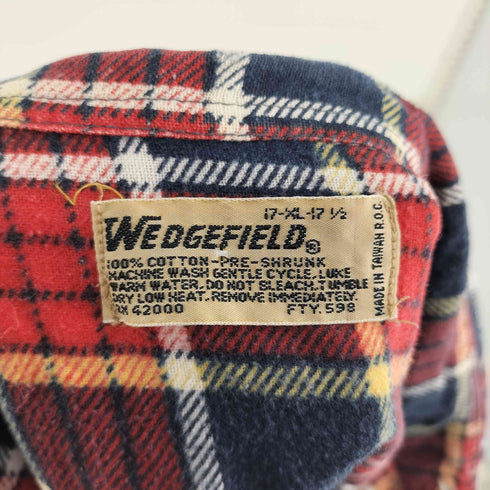 17-XL-17 ½
WEDGEFIELD®
100% COTTON-PRE-SHRUNK
MACHINE WASH GENTLE CYCLE. LUKE
WARM WATER. DO NOT BLEACH. TUMBLE
DRY LOW HEAT. REMOVE IMMEDIATELY.
RN 42000 FTY. 598
MADE IN TAIWAN R.O.C.